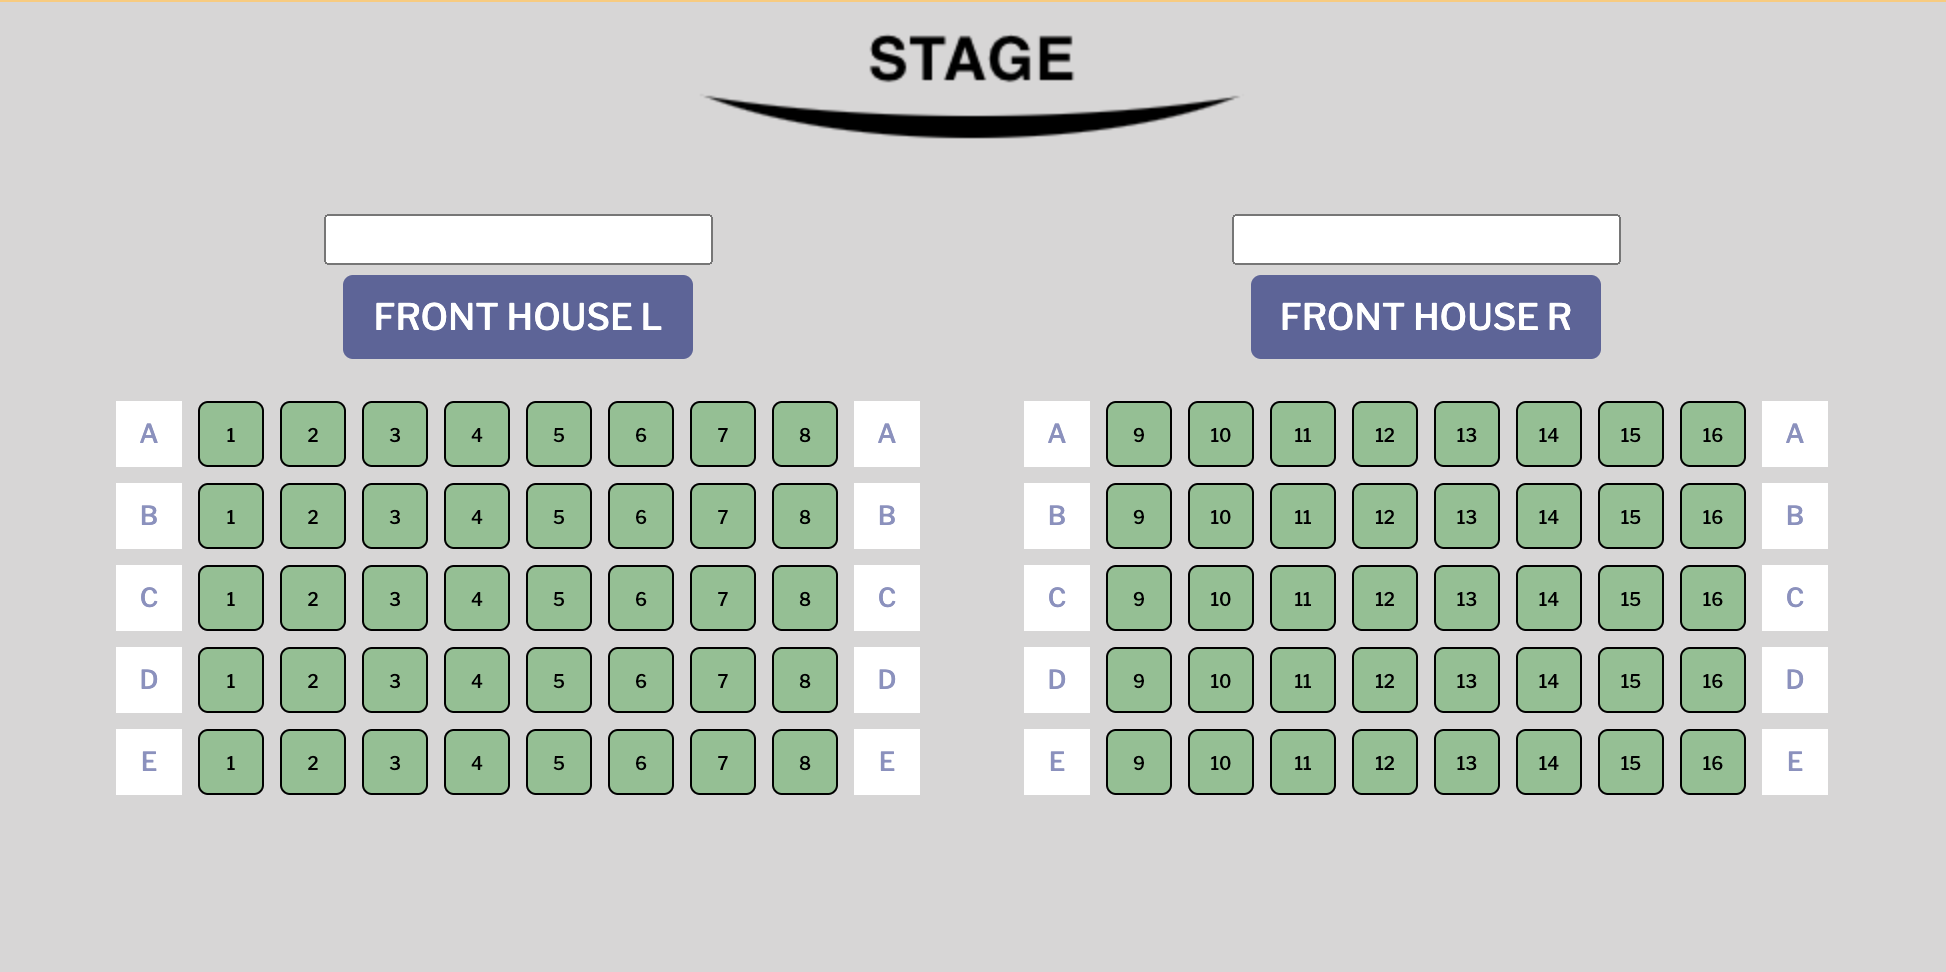 STAGE
FRONT HOUSE L
A 1 2 3 4 5 6 7 8 A
B 1 2 3 4 5 6 7 8 B
C 1 2 3 4 5 6 7 8 C
D 1 2 3 4 5 6 7 8 D
E 1 2 3 4 5 6 7 8 E
FRONT HOUSE R
A 9 10 11 12 13 14 15 16 A
B 9 10 11 12 13 14 15 16 B
C 9 10 11 12 13 14 15 16 C
D 9 10 11 12 13 14 15 16 D
E 9 10 11 12 13 14 15 16 E